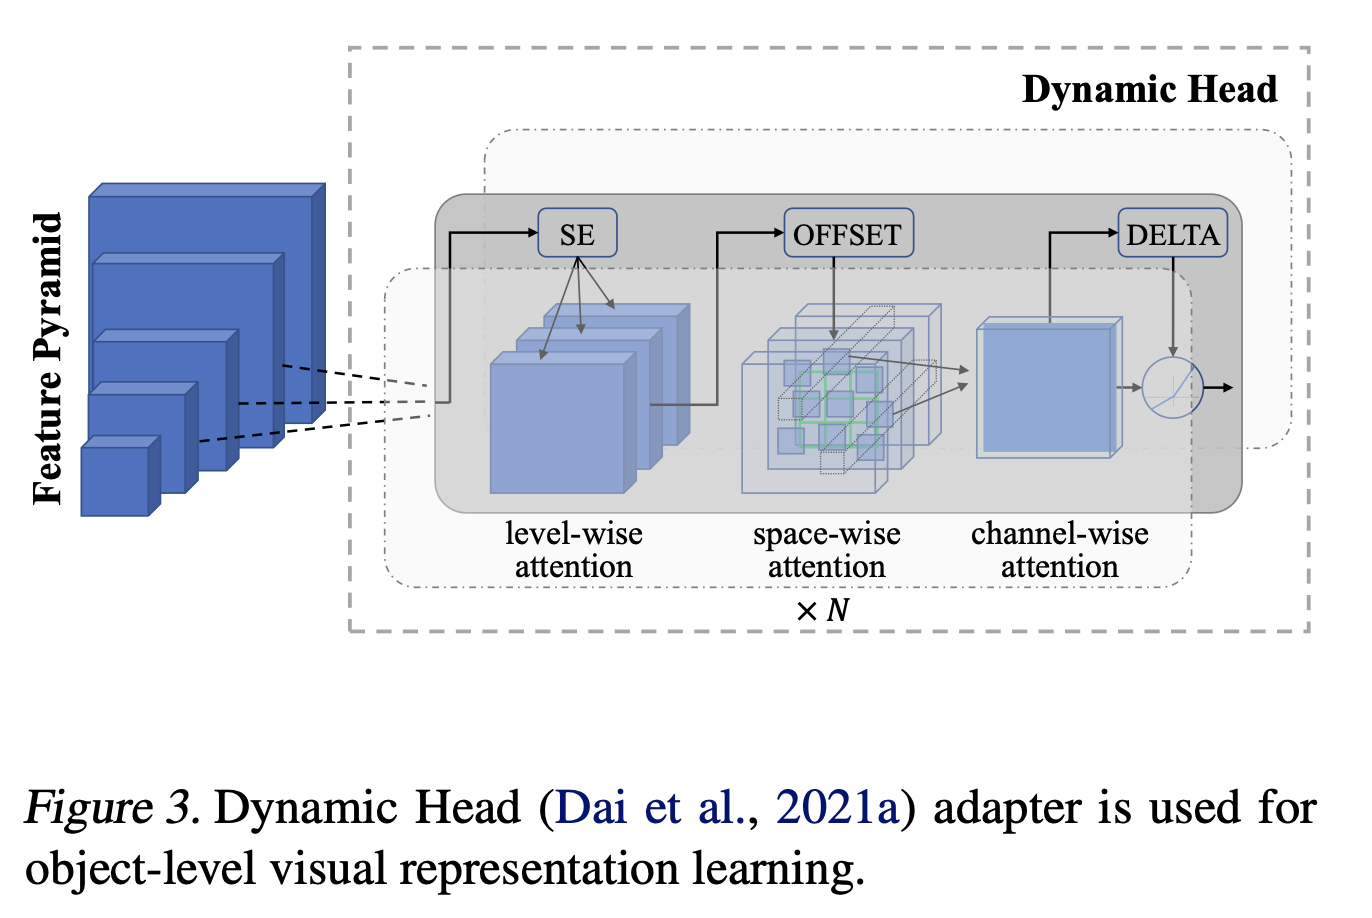 Dynamic Head
Feature Pyramid
SE
OFFSET
DELTA
level-wise
attention
space-wise
attention
channel-wise
attention
× N
Figure 3. Dynamic Head (Dai et al., 2021a) adapter is used for
object-level visual representation learning.